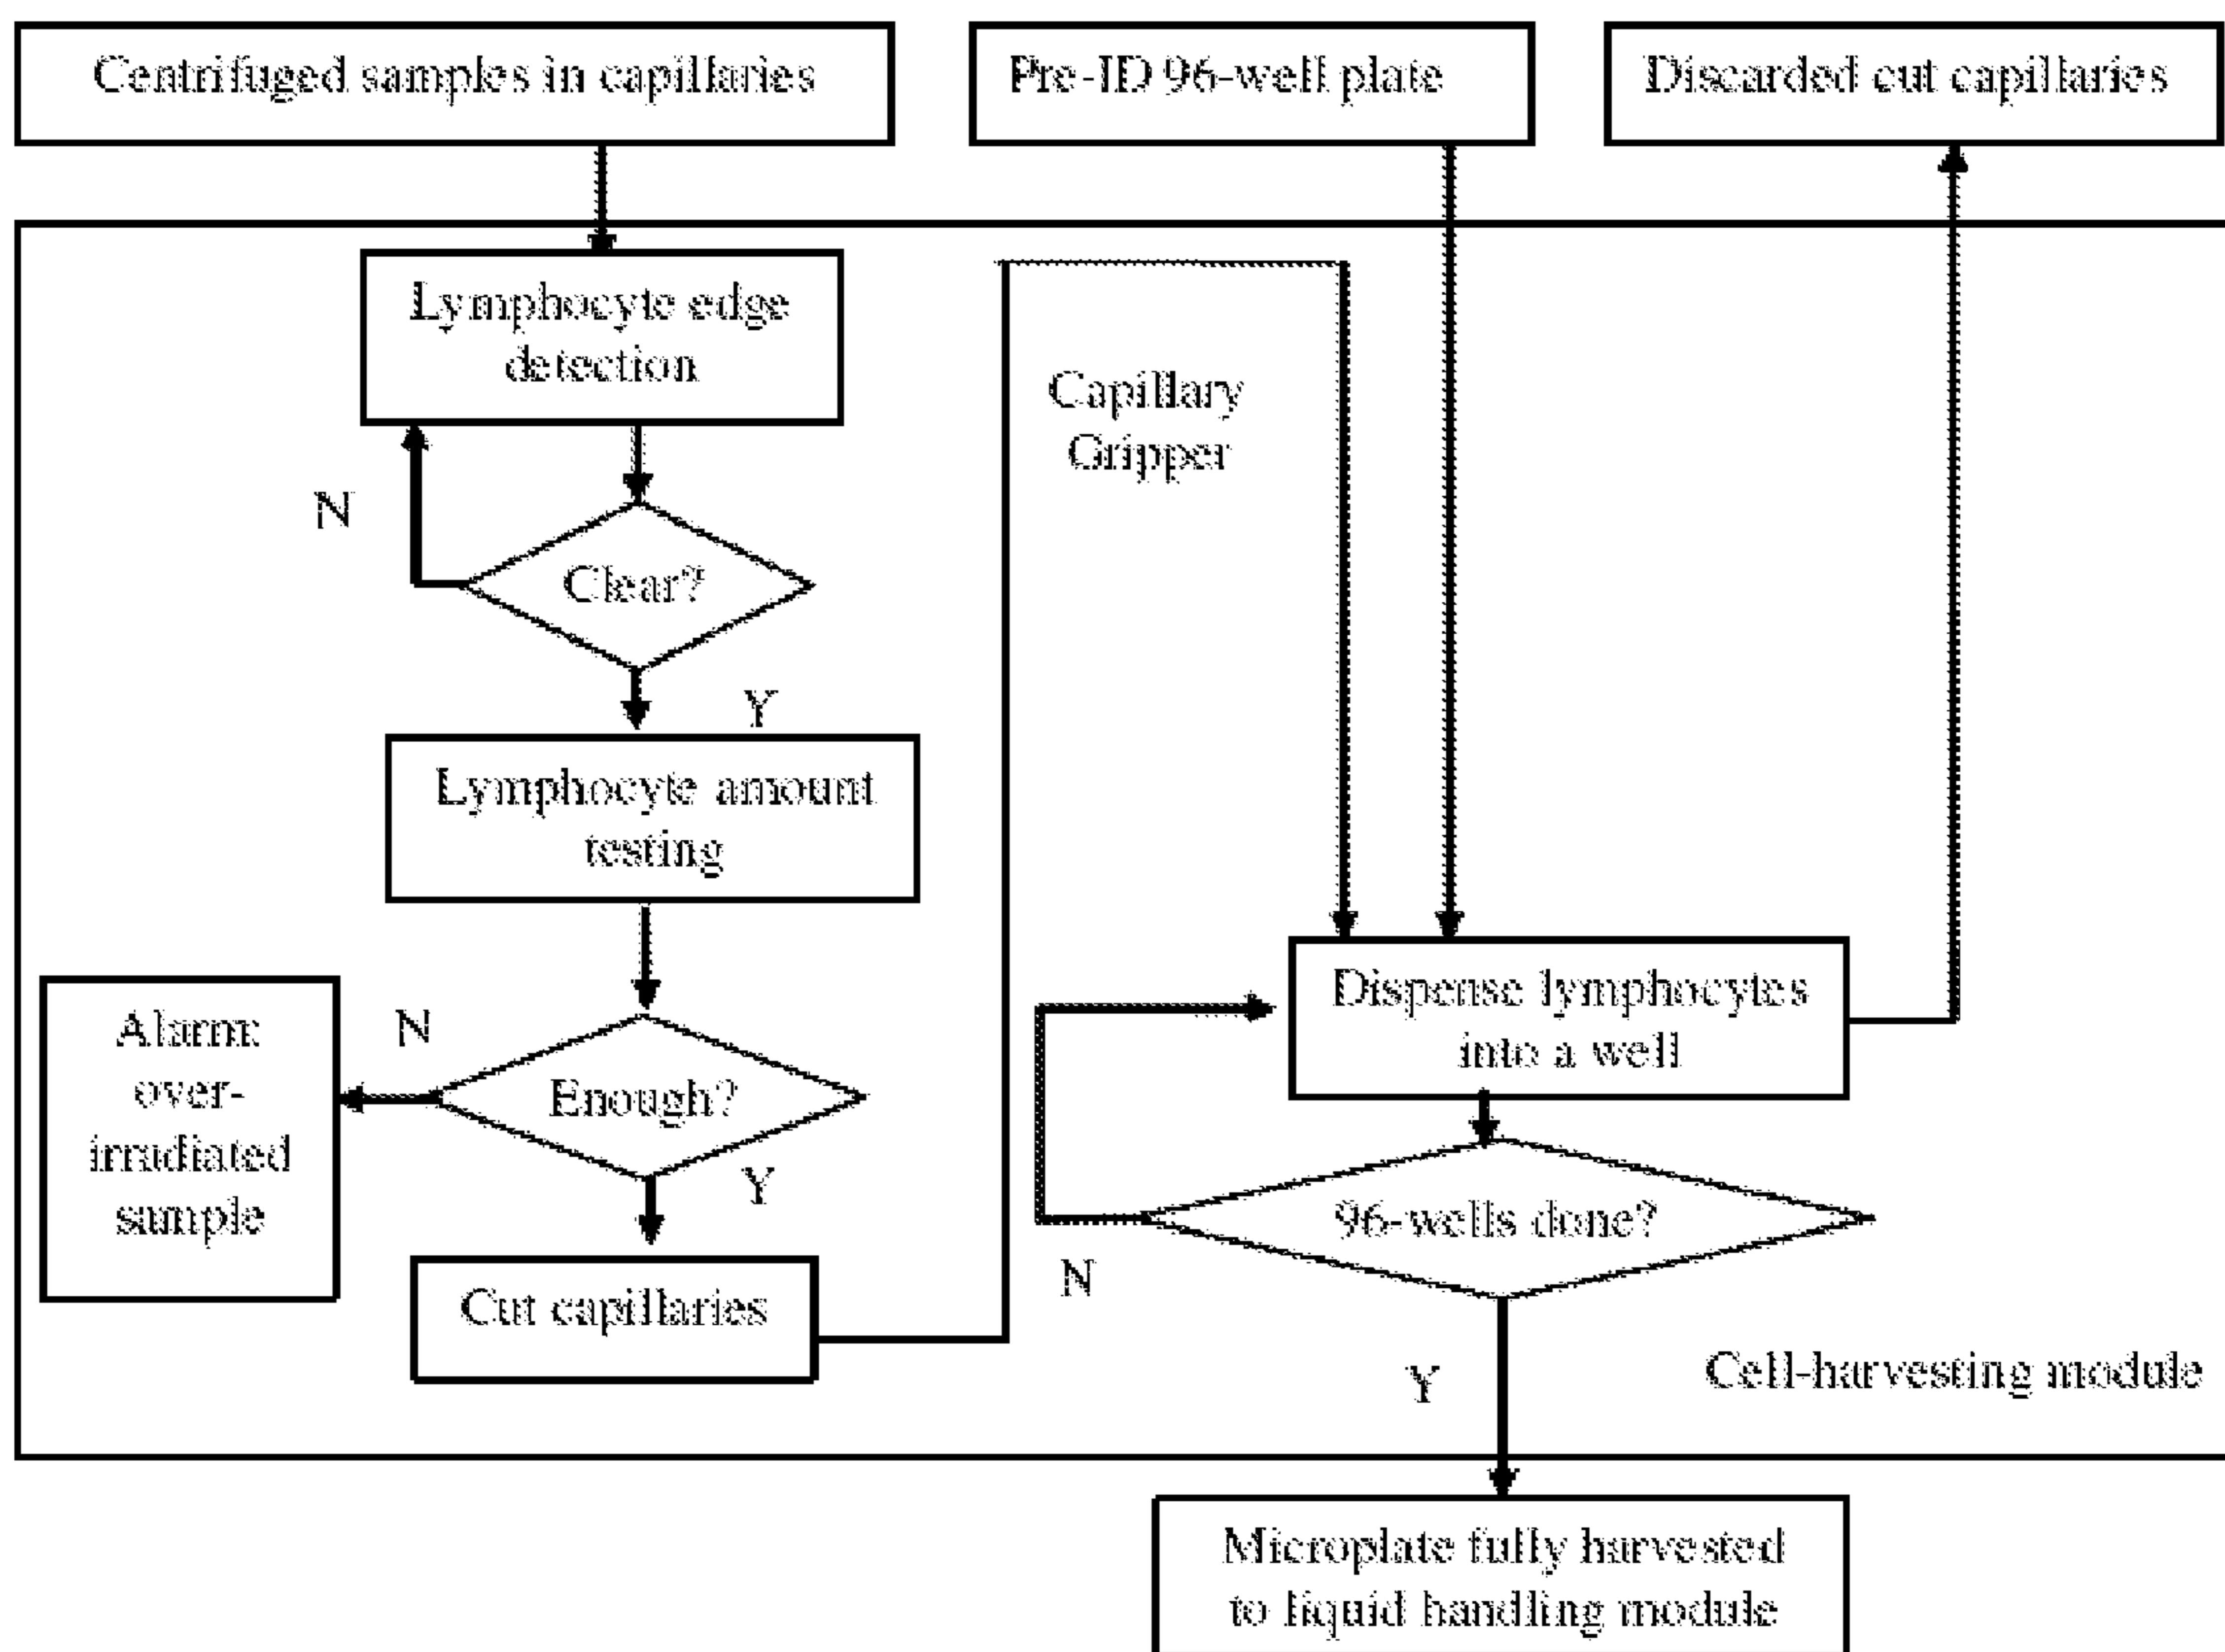 Centrifuged samples in capillaries
Pre-ID 96-well plate
Discarded cut capillaries
Lymphocyte edge
detection
Capillary
Gripper
N
Clear?
Y
Lymphocyte amount
testing
Alarm:
over-
irradiated
sample
N
Enough?
Y
Cut capillaries
Dispense lymphocytes
into a well
96-wells done?
N
Y
Cell-harvesting module
Microplate fully harvested
to liquid handling module